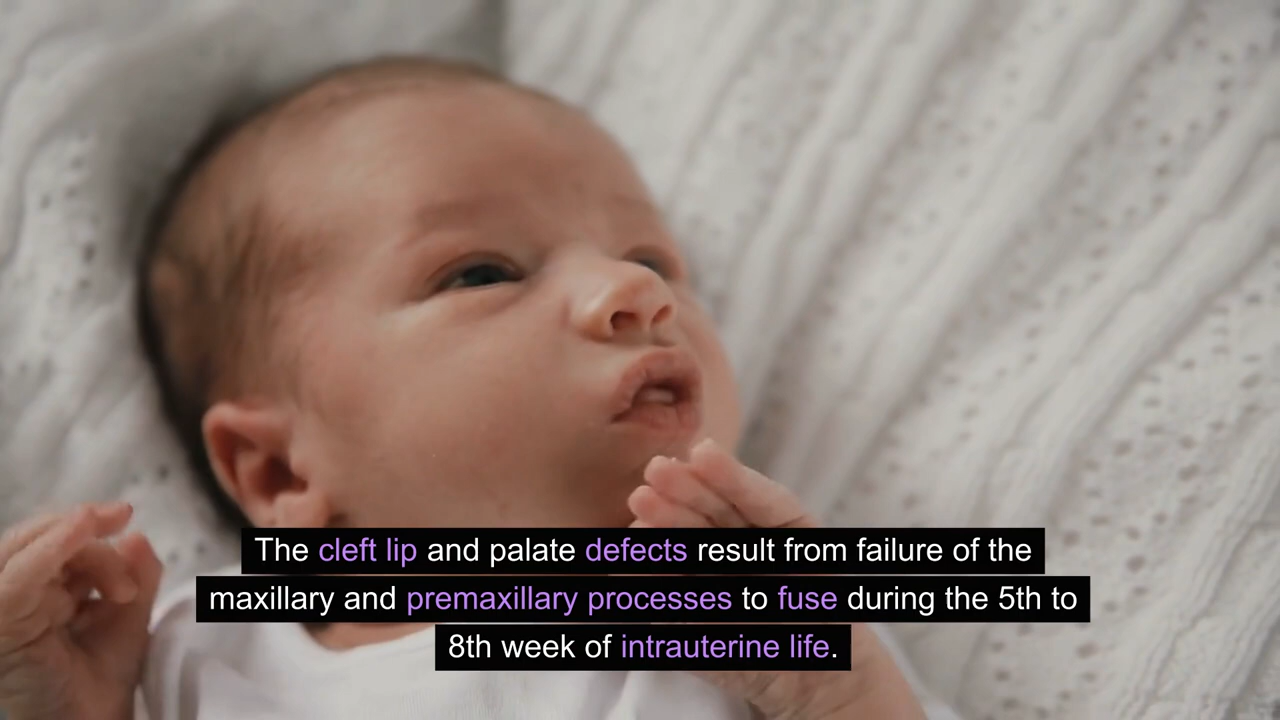 The cleft lip and palate defects result from failure of the
maxillary and premaxillary processes to fuse during the 5th to
8th week of intrauterine life.